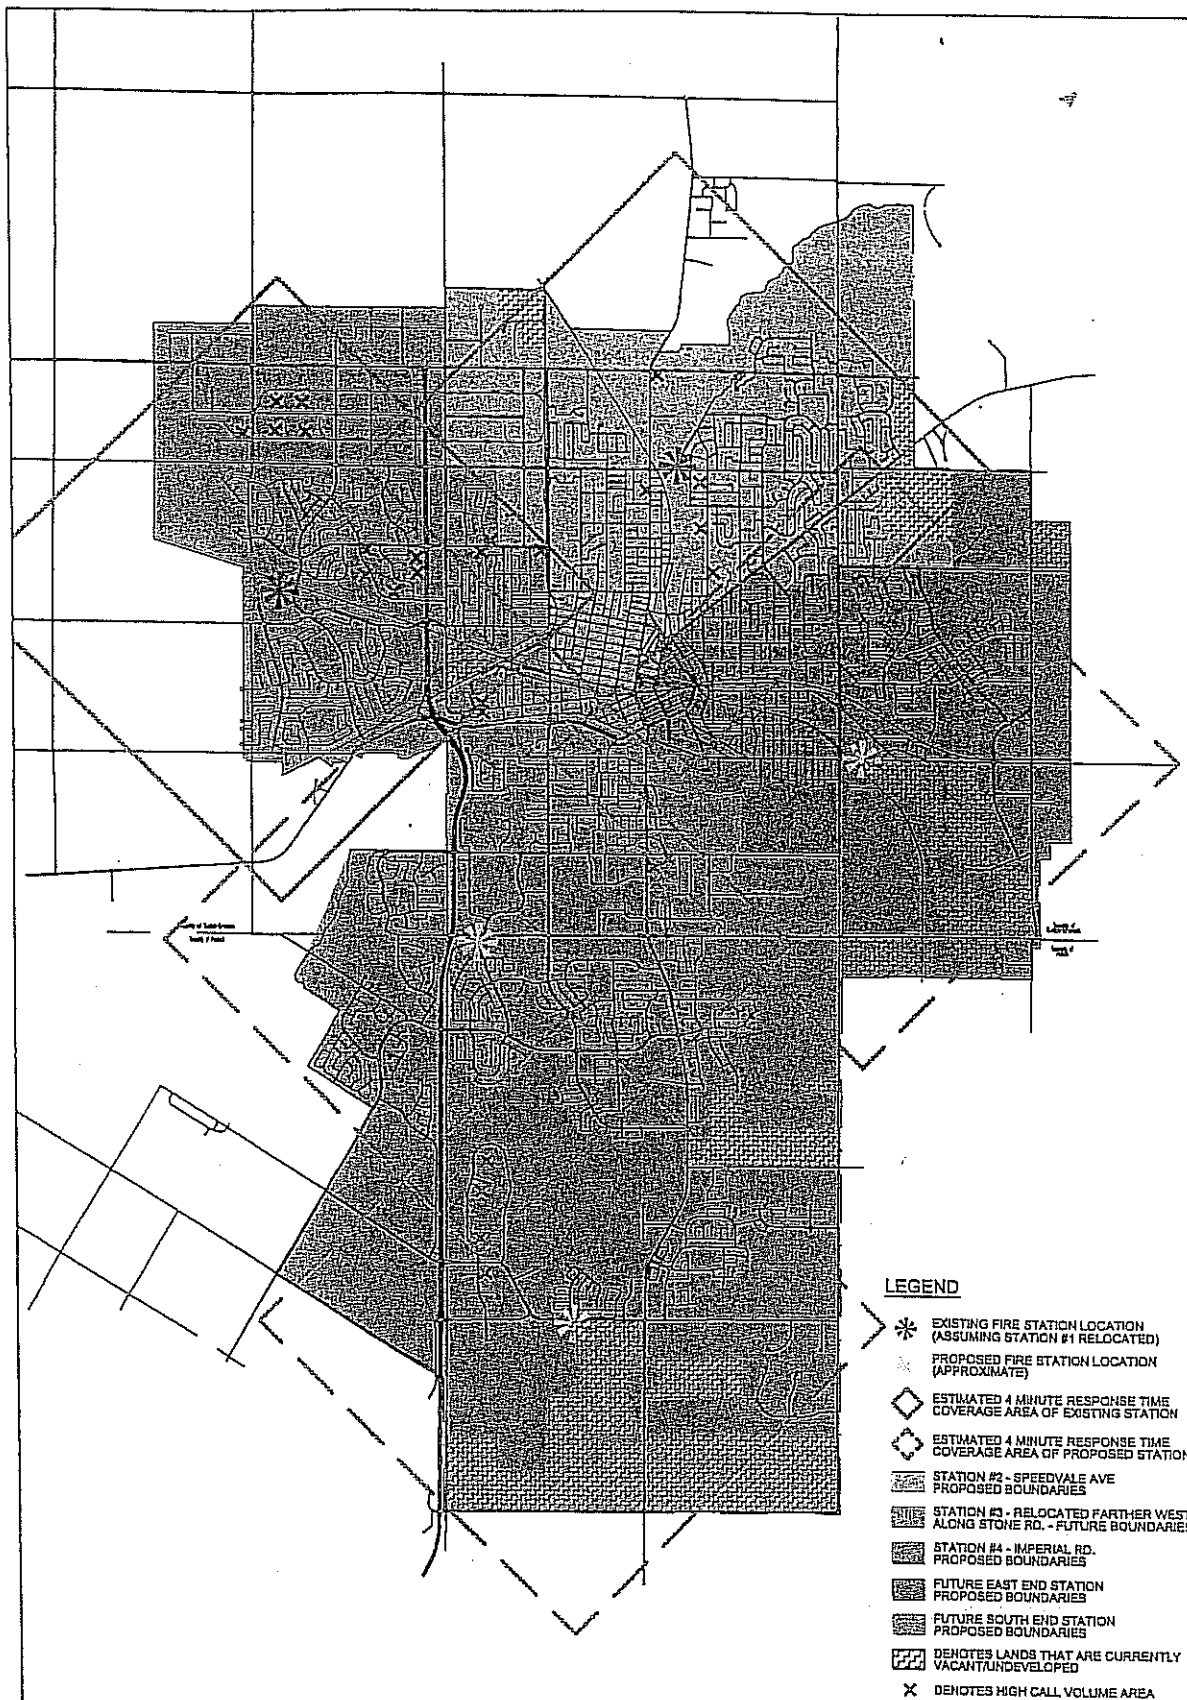 LEGEND
EXISTING FIRE STATION LOCATION
(ASSUMING STATION #1 RELOCATED)
PROPOSED FIRE STATION LOCATION
(APPROXIMATE)
ESTIMATED 4 MINUTE RESPONSE TIME
COVERAGE AREA OF EXISTING STATION
ESTIMATED 4 MINUTE RESPONSE TIME
COVERAGE AREA OF PROPOSED STATION
STATION #2 - SPEEDVALE AVE
PROPOSED BOUNDARIES
STATION #3 - RELOCATED FARTHER WEST
ALONG STONE RD. - FUTURE BOUNDARIES
STATION #4 - IMPERIAL RD.
PROPOSED BOUNDARIES
FUTURE EAST END STATION
PROPOSED BOUNDARIES
FUTURE SOUTH END STATION
PROPOSED BOUNDARIES
DENOTES LANDS THAT ARE CURRENTLY
VACANT/UNDEVELOPED
DENOTES HIGH CALL VOLUME AREA